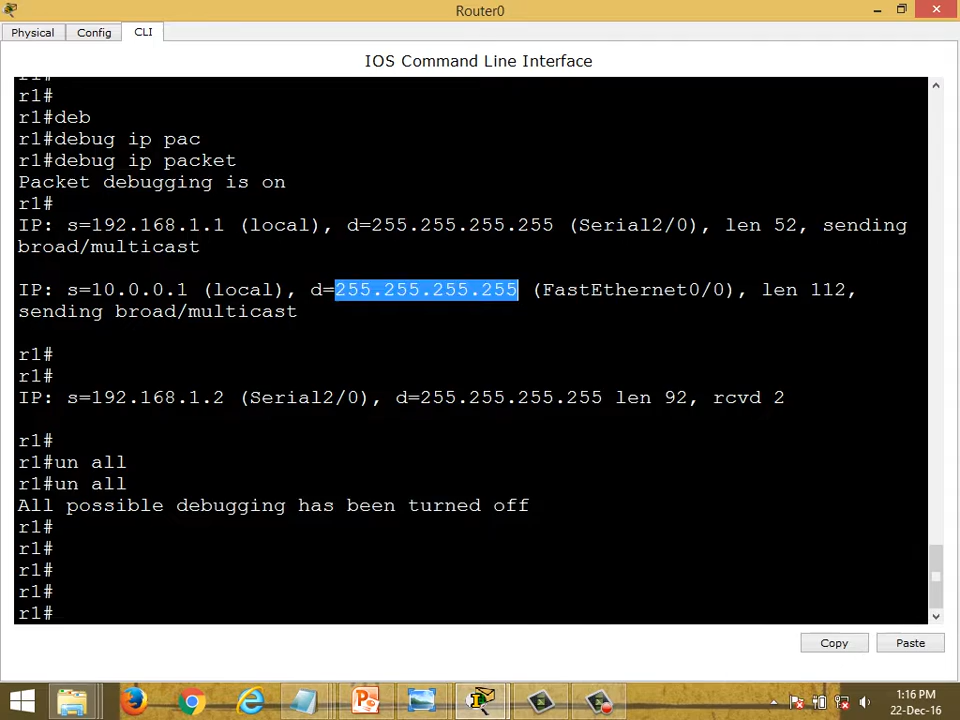 Router0
Physical
Config
CLI
IOS Command Line Interface
r1#
r1#
r1#deb
r1#debug ip pac
r1#debug ip packet
Packet debugging is on
r1#
IP: s=192.168.1.1 (local), d=255.255.255.255 (Serial2/0), len 52, sending
broad/multicast
IP: s=10.0.0.1 (local), d=255.255.255.255 (FastEthernet0/0), len 112,
sending broad/multicast
r1#
r1#
IP: s=192.168.1.2 (Serial2/0), d=255.255.255.255 len 92, rcvd 2
r1#
r1#un all
r1#un all
All possible debugging has been turned off
r1#
r1#
r1#
r1#
r1#
Copy
Paste
1:16 PM
22-Dec-16